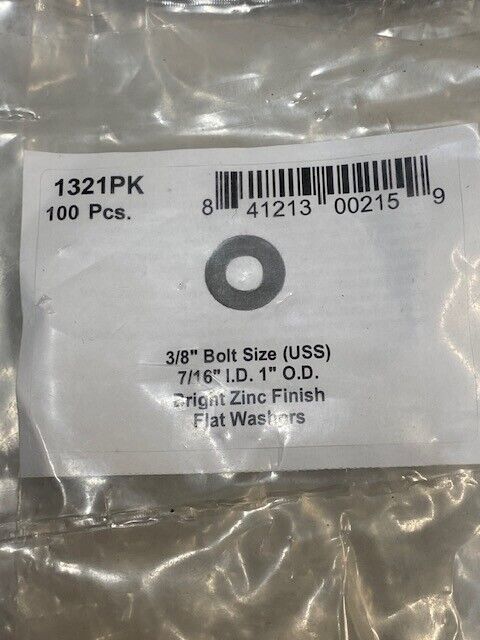 1321PK
100 Pcs.
8 41213 00215 9
3/8" Bolt Size (USS)
7/16" I.D. 1" O.D.
Bright Zinc Finish
Flat Washers